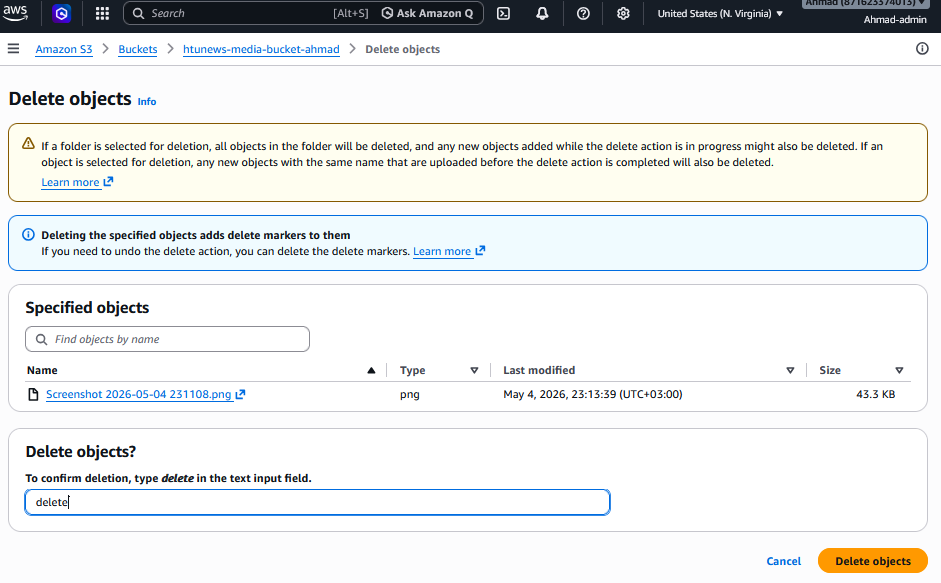 aws
Search [Alt+S] Ask Amazon Q United States (N. Virginia) Ahmad (871623374013)
Ahmad-admin
Amazon S3 Buckets htunews-media-bucket-ahmad Delete objects
Delete objects Info
If a folder is selected for deletion, all objects in the folder will be deleted, and any new objects added while the delete action is in progress might also be deleted. If an
object is selected for deletion, any new objects with the same name that are uploaded before the delete action is completed will also be deleted.
Learn more
Deleting the specified objects adds delete markers to them
If you need to undo the delete action, you can delete the delete markers. Learn more
Specified objects
Find objects by name
Name Type Last modified Size
Screenshot 2026-05-04 231108.png png May 4, 2026, 23:13:39 (UTC+03:00) 43.3 KB
Delete objects?
To confirm deletion, type delete in the text input field.
delete
Cancel Delete objects